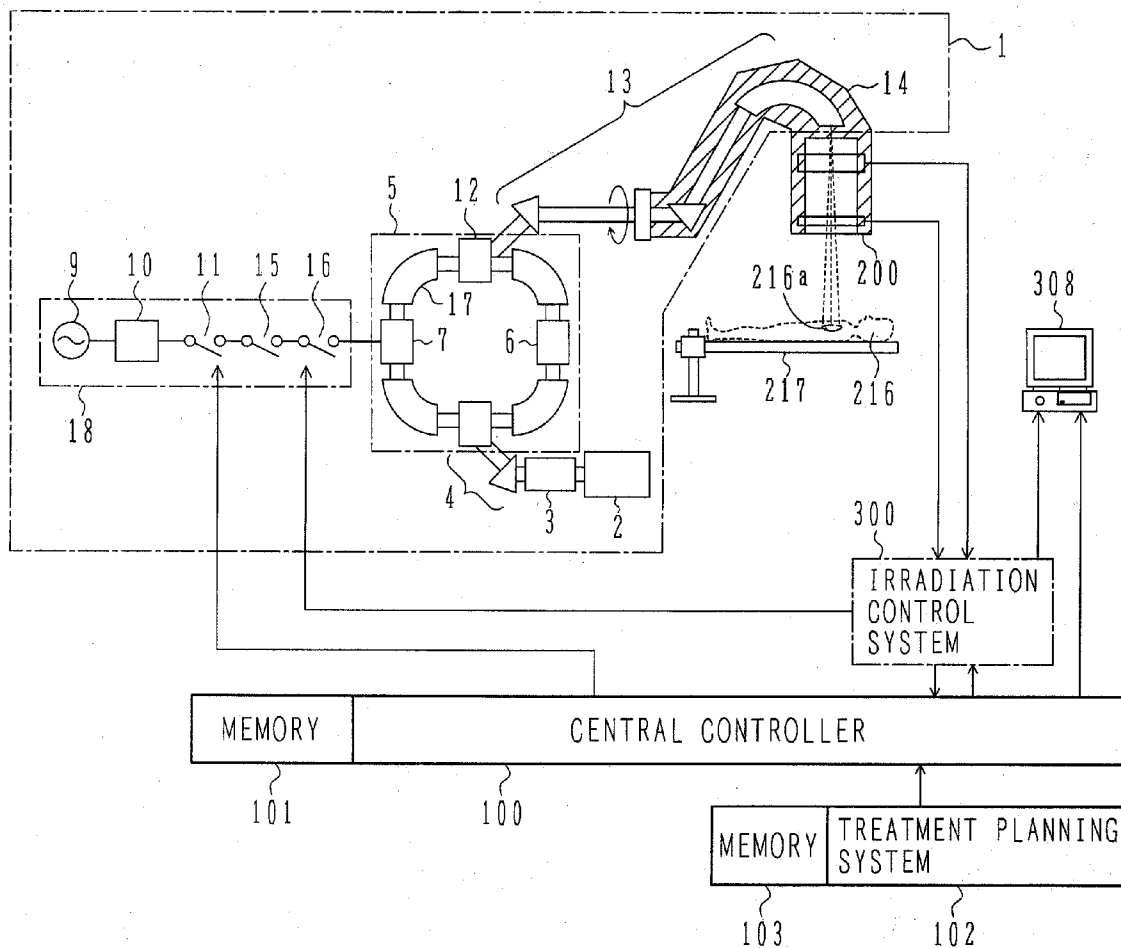 1
13
14
5
12
9
10
11
15
16
17
7
6
18
4
3
2
200
216a
308
217
216
300
IRRADIATION
CONTROL
SYSTEM
MEMORY
CENTRAL CONTROLLER
101
100
MEMORY
TREATMENT PLANNING
SYSTEM
103
102